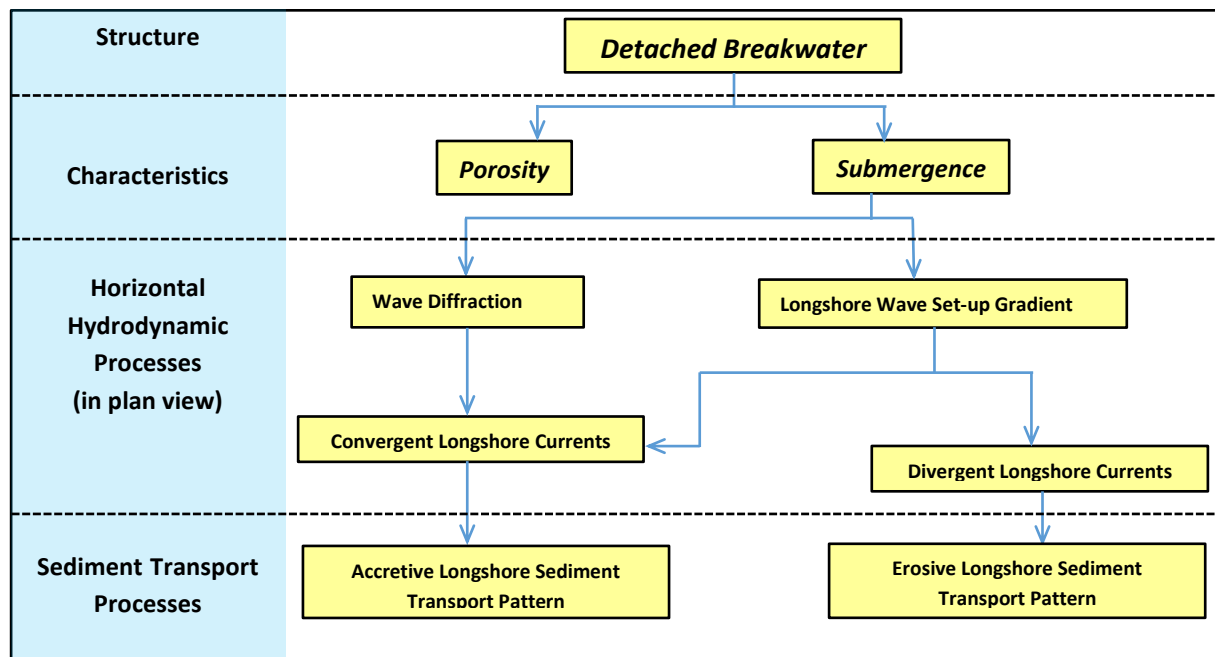 Structure
Detached Breakwater
Characteristics
Porosity
Submergence
Horizontal
Hydrodynamic
Processes
(in plan view)
Wave Diffraction
Longshore Wave Set-up Gradient
Convergent Longshore Currents
Divergent Longshore Currents
Sediment Transport
Processes
Accretive Longshore Sediment
Transport Pattern
Erosive Longshore Sediment
Transport Pattern